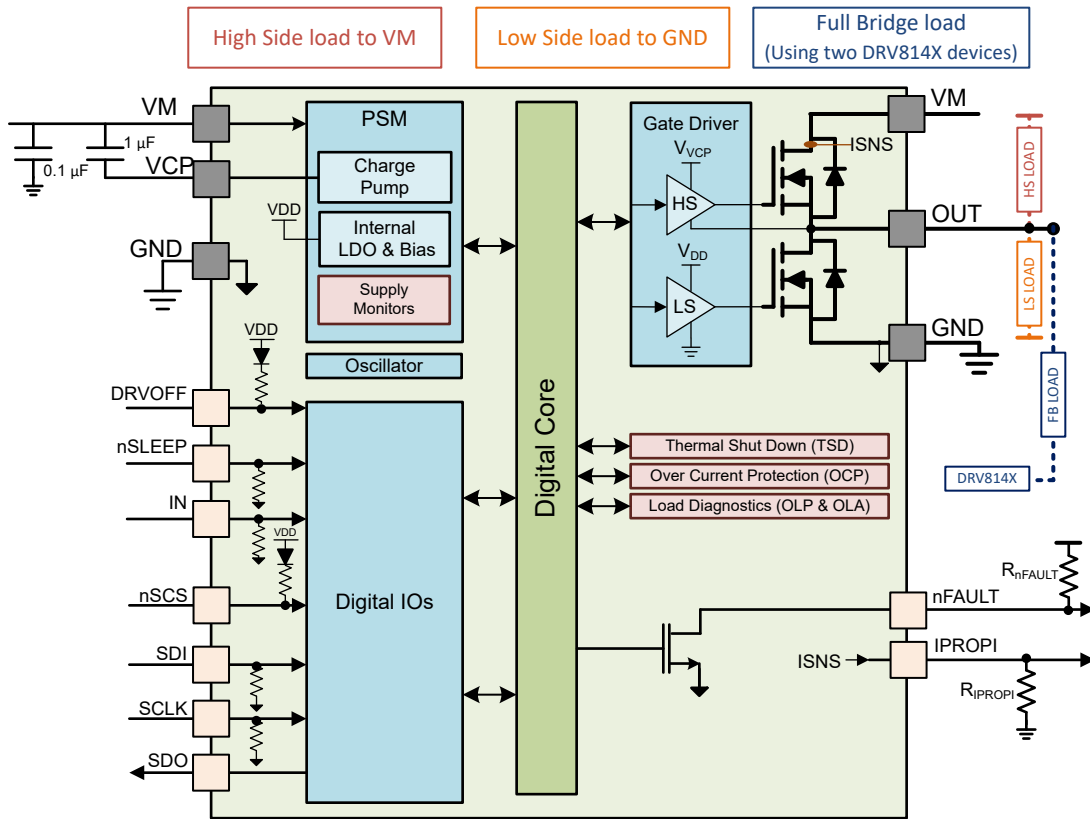 High Side load to VM
Low Side load to GND
Full Bridge load
(Using two DRV814X devices)
VM
1 µF
0.1 µF
VCP
GND
PSM
Charge
Pump
VDD
Internal
LDO & Bias
Supply
Monitors
Oscillator
VDD
DRVOFF
nSLEEP
IN
VDD
nSCS
SDI
SCLK
SDO
Digital IOs
Digital Core
Gate Driver
VVCP
HS
VDD
LS
ISNS
VM
OUT
GND
HS LOAD
LS LOAD
FB LOAD
DRV814X
Thermal Shut Down (TSD)
Over Current Protection (OCP)
Load Diagnostics (OLP & OLA)
RnFAULT
nFAULT
ISNS
IPROPI
RIPROPI